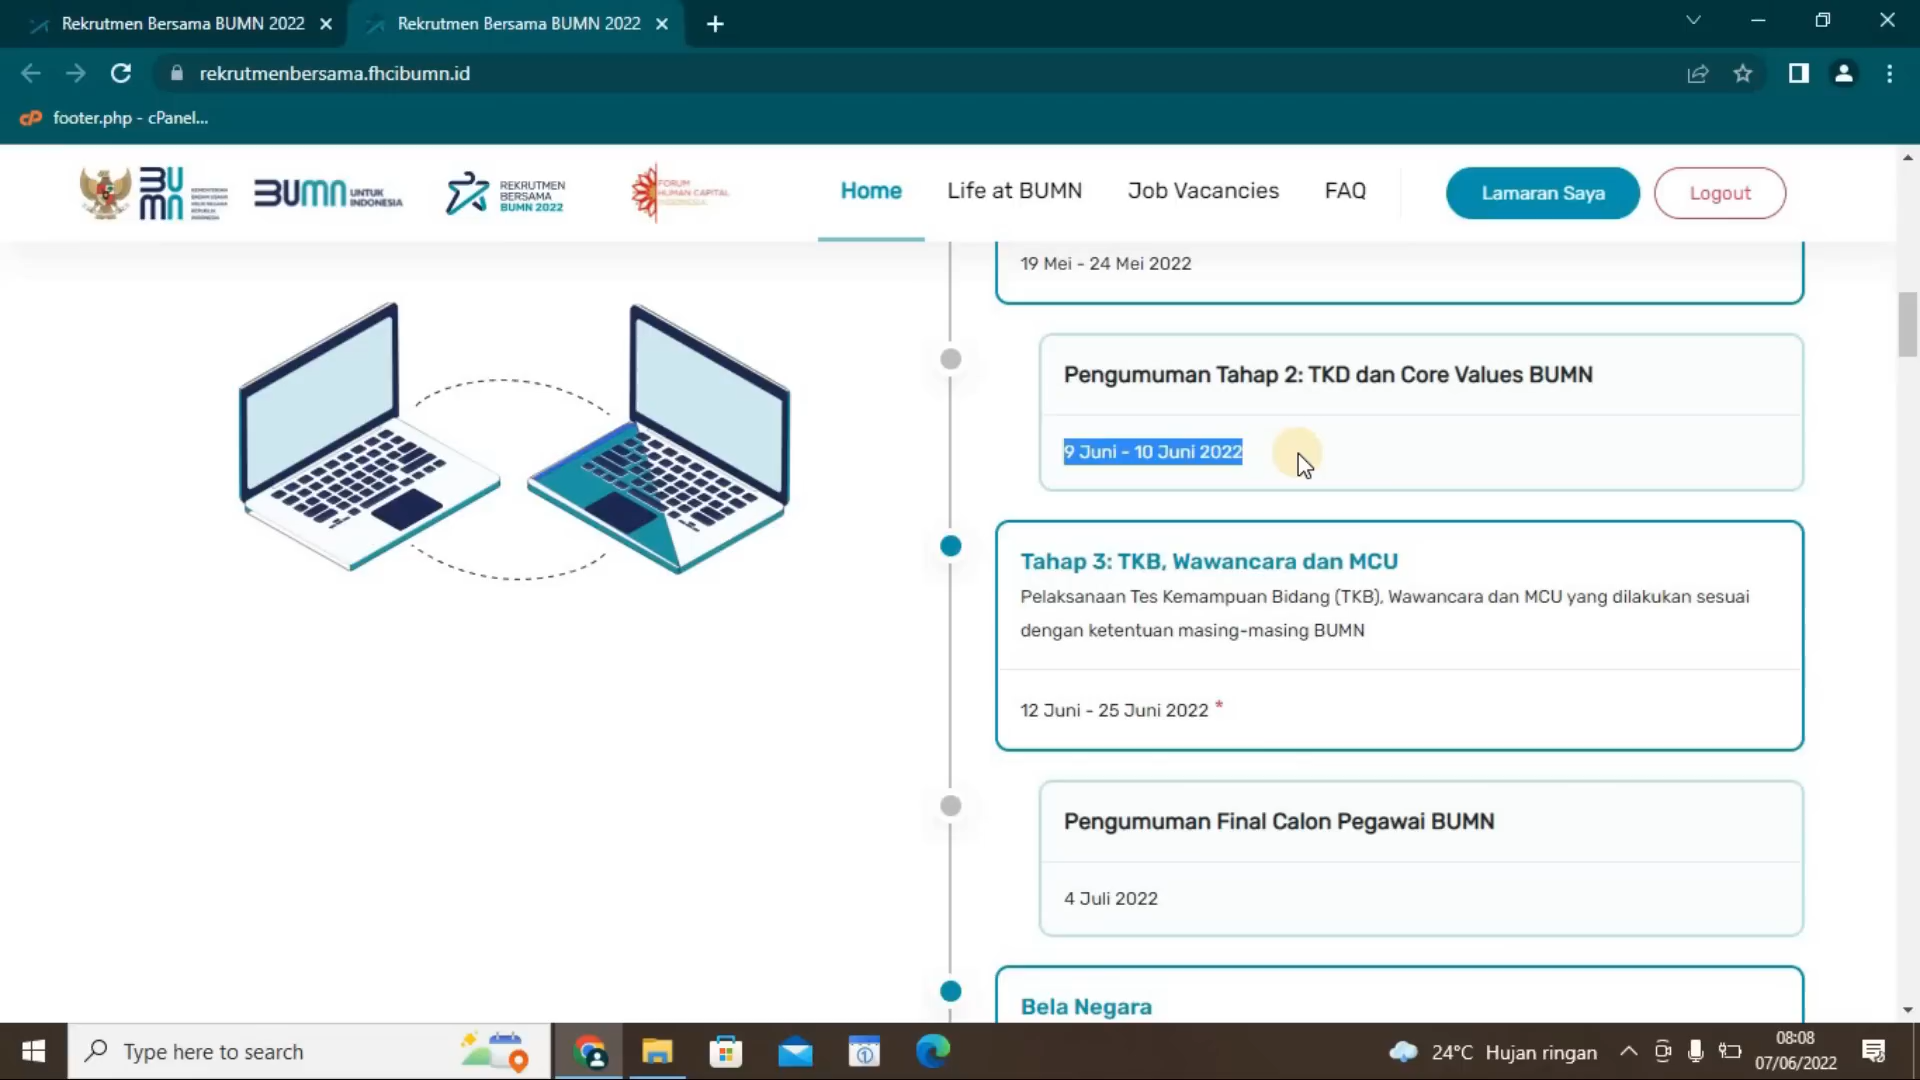 Rekrutmen Bersama BUMN 2022
Rekrutmen Bersama BUMN 2022
rekrutmenbersama.fhcibumn.id
footer.php - cPanel...
BUMN
BUMN UNTUK INDONESIA
REKRUTMEN
BERSAMA
BUMN 2022
FORUM
HUMAN CAPITAL
INDONESIA
Home
Life at BUMN
Job Vacancies
FAQ
Lamaran Saya
Logout
19 Mei - 24 Mei 2022
Pengumuman Tahap 2: TKD dan Core Values BUMN
9 Juni - 10 Juni 2022
Tahap 3: TKB, Wawancara dan MCU
Pelaksanaan Tes Kemampuan Bidang (TKB), Wawancara dan MCU yang dilakukan sesuai
dengan ketentuan masing-masing BUMN
12 Juni - 25 Juni 2022 *
Pengumuman Final Calon Pegawai BUMN
4 Juli 2022
Bela Negara
Type here to search
24°C Hujan ringan
08:08
07/06/2022